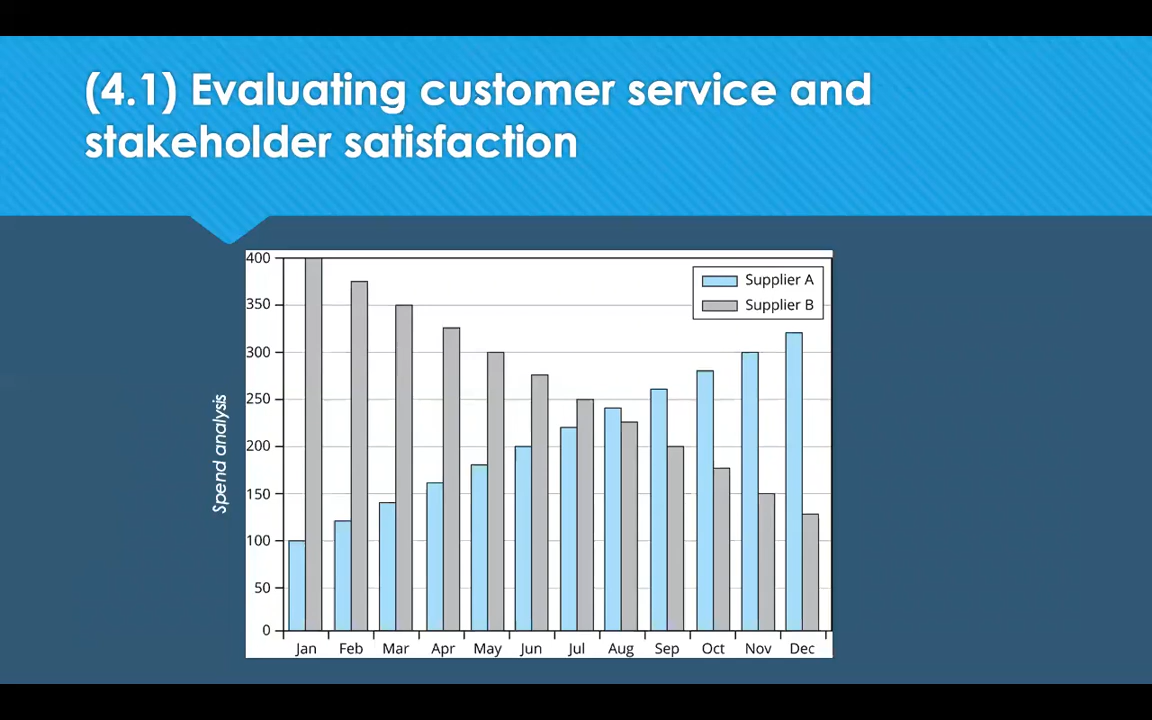 (4.1) Evaluating customer service and
stakeholder satisfaction
400
350
300
250
200
150
100
50
0
Spend analysis
Supplier A
Supplier B
Jan Feb Mar Apr May Jun Jul Aug Sep Oct Nov Dec